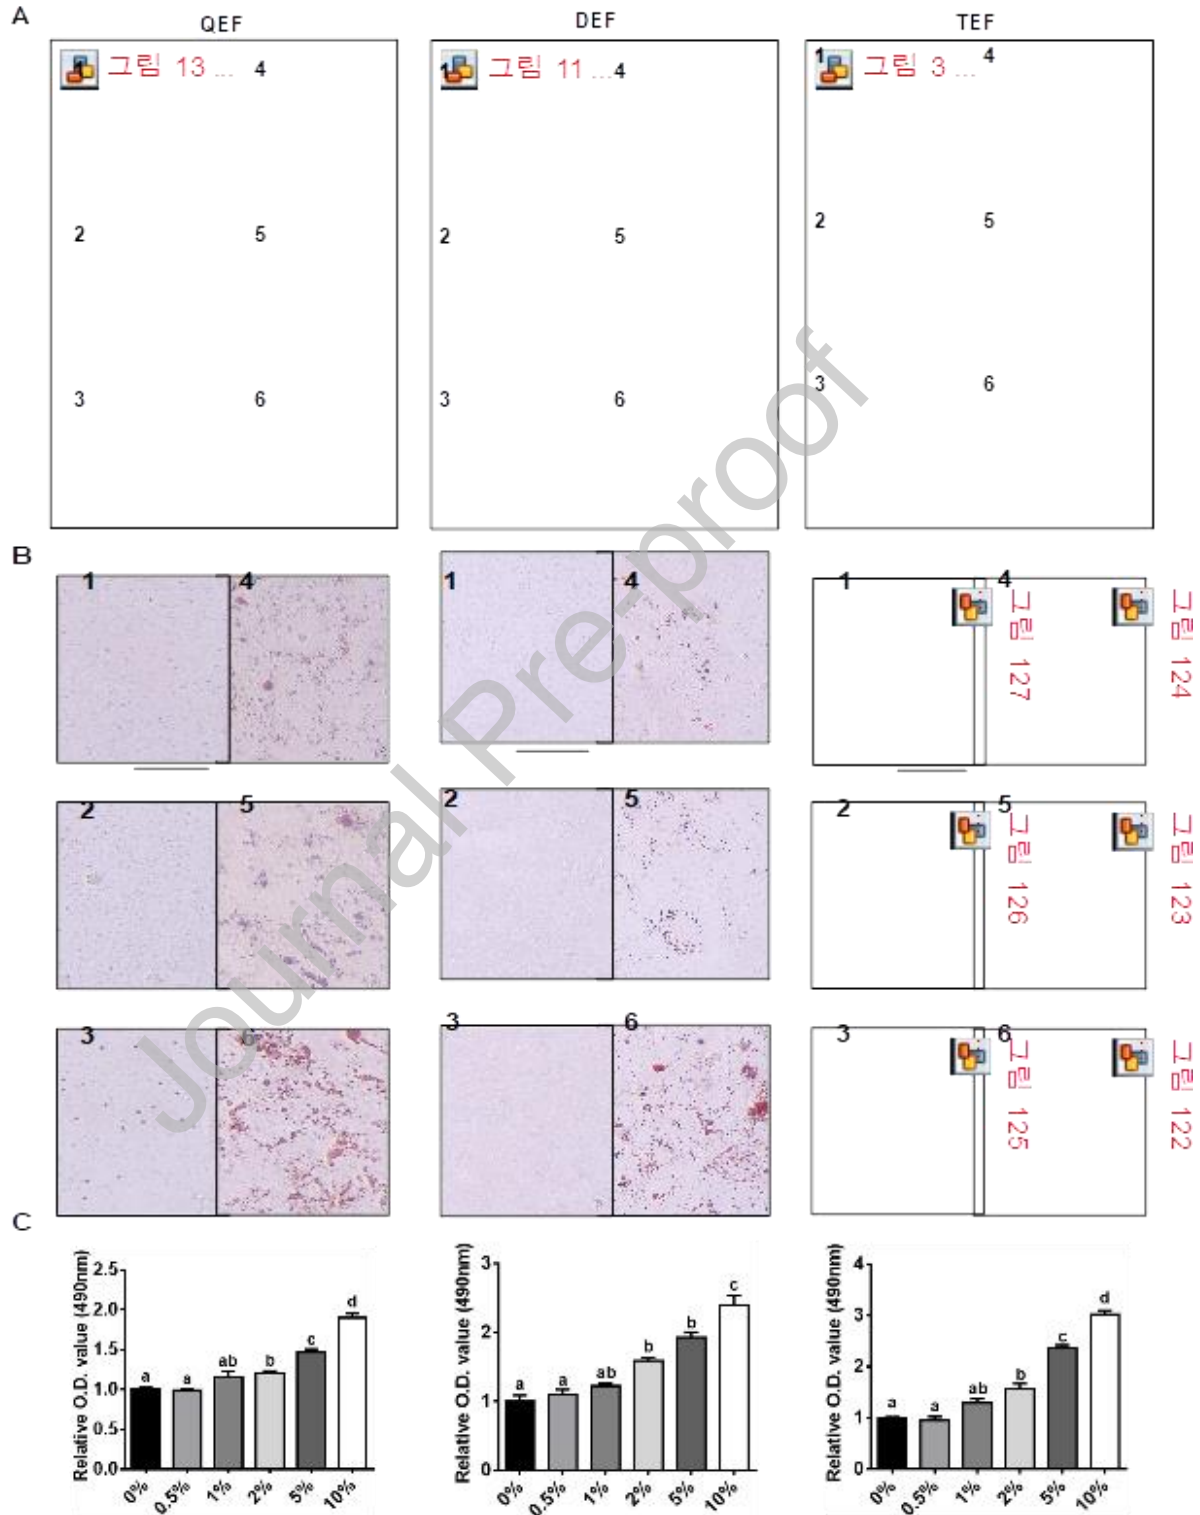 A
QEF
DEF
TEF
1 그림 13 ... 4
1 그림 11 ... 4
1 그림 3 ... 4
2 5
2 5
2 5
3 6
3 6
3 6
B
1 4
1 4
1 4
그림 127
그림 124
2 5
2 5
2 5
그림 126
그림 123
3 6
3 6
3 6
그림 125
그림 122
Journal Pre-proof
C
Relative O.D. value (490nm)
2.5
2.0
1.5
1.0
0.5
0.0
a a ab b c d
0% 0.5% 1% 2% 5% 10%
Relative O.D. value (490nm)
3
2
1
0
a a ab b b c
0% 0.5% 1% 2% 5% 10%
Relative O.D. value (490nm)
4
3
2
1
0
a a ab b c d
0% 0.5% 1% 2% 5% 10%